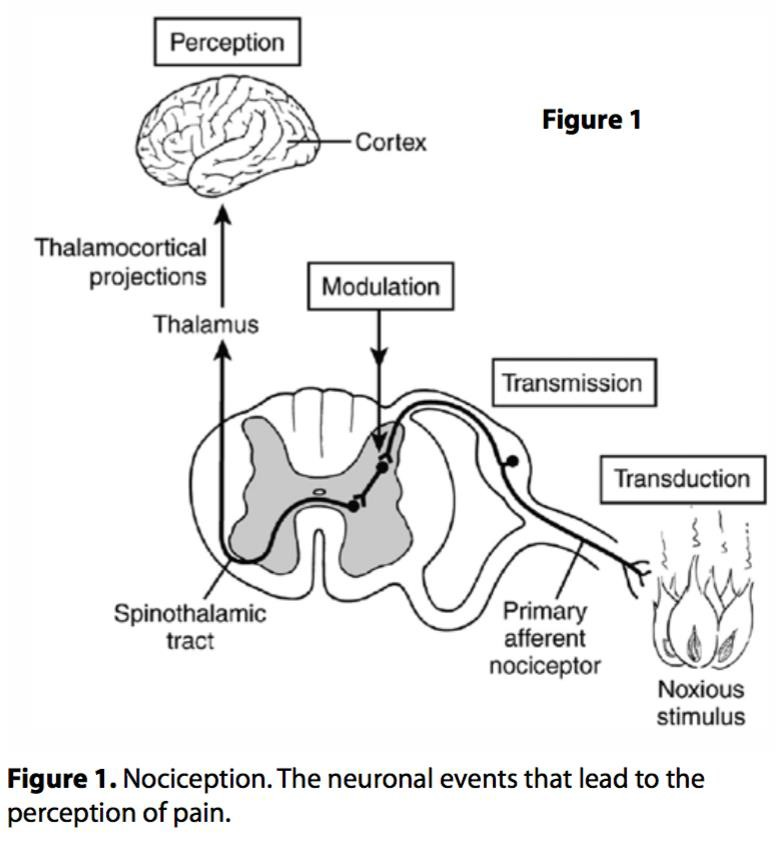 Perception
Figure 1
Cortex
Thalamocortical
projections
Modulation
Thalamus
Transmission
Transduction
Spinothalamic
tract
Primary
afferent
nociceptor
Noxious
stimulus
Figure 1. Nociception. The neuronal events that lead to the
perception of pain.